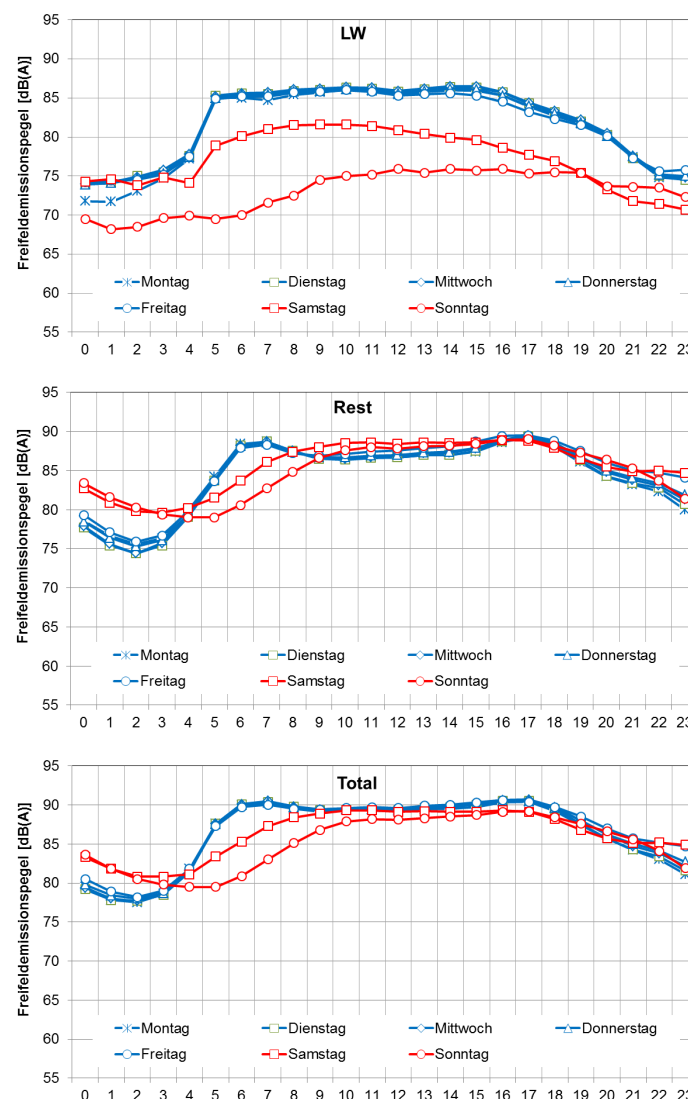 LW
Freifeldemissionspegel [dB(A)]
95
90
85
80
75
70
65
60
55
Montag
Dienstag
Mittwoch
Donnerstag
Freitag
Samstag
Sonntag
0 1 2 3 4 5 6 7 8 9 10 11 12 13 14 15 16 17 18 19 20 21 22 23
Rest
Freifeldemissionspegel [dB(A)]
95
90
85
80
75
70
65
60
55
Montag
Dienstag
Mittwoch
Donnerstag
Freitag
Samstag
Sonntag
0 1 2 3 4 5 6 7 8 9 10 11 12 13 14 15 16 17 18 19 20 21 22 23
Total
Freifeldemissionspegel [dB(A)]
95
90
85
80
75
70
65
60
55
Montag
Dienstag
Mittwoch
Donnerstag
Freitag
Samstag
Sonntag
0 1 2 3 4 5 6 7 8 9 10 11 12 13 14 15 16 17 18 19 20 21 22 23